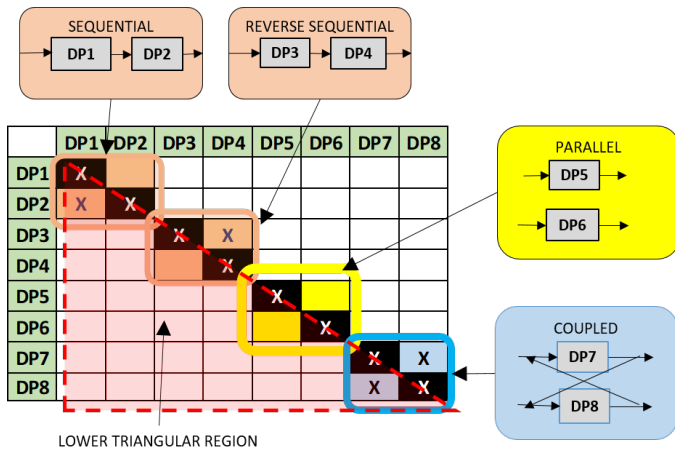 SEQUENTIAL
DP1 DP2
REVERSE SEQUENTIAL
DP3 DP4
DP1 DP2 DP3 DP4 DP5 DP6 DP7 DP8
DP1 X
DP2 X X
DP3 X X
DP4 X
DP5 X
DP6 X
DP7 X X
DP8 X X
PARALLEL
DP5
DP6
COUPLED
DP7
DP8
LOWER TRIANGULAR REGION